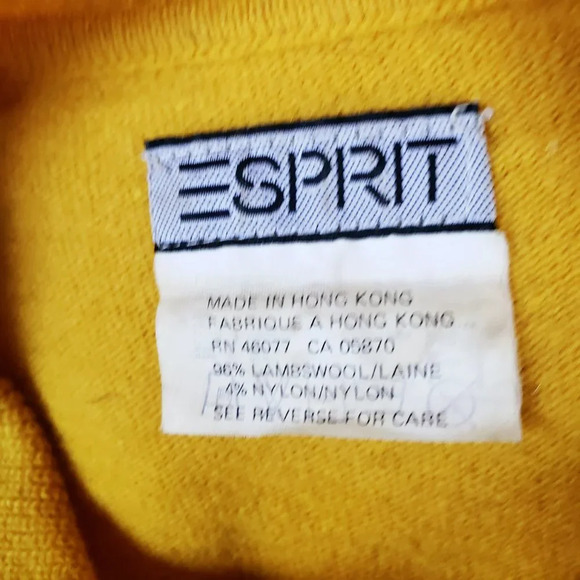 ESPRIT
MADE IN HONG KONG
FABRIQUE A HONG KONG
RN 46077 CA 05870
96% LAMBSWOOL/LAINE
4% NYLON/NYLON
SEE REVERSE FOR CARE